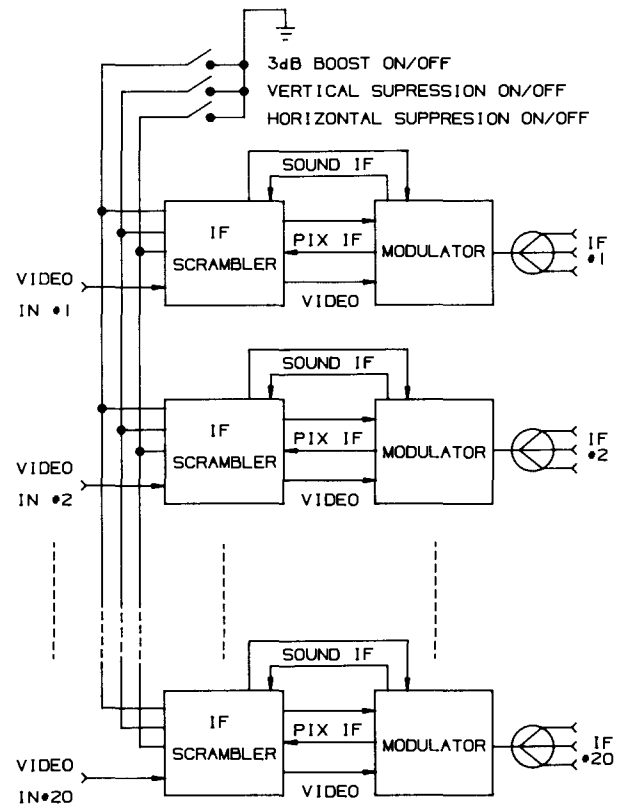 3dB BOOST ON/OFF
VERTICAL SUPRESSION ON/OFF
HORIZONTAL SUPPRESION ON/OFF
SOUND IF
IF
SCRAMBLER
PIX IF
MODULATOR
VIDEO
VIDEO
IN #1
IF
#1
SOUND IF
IF
SCRAMBLER
PIX IF
MODULATOR
VIDEO
VIDEO
IN #2
IF
#2
SOUND IF
IF
SCRAMBLER
PIX IF
MODULATOR
VIDEO
VIDEO
IN#20
IF
#20